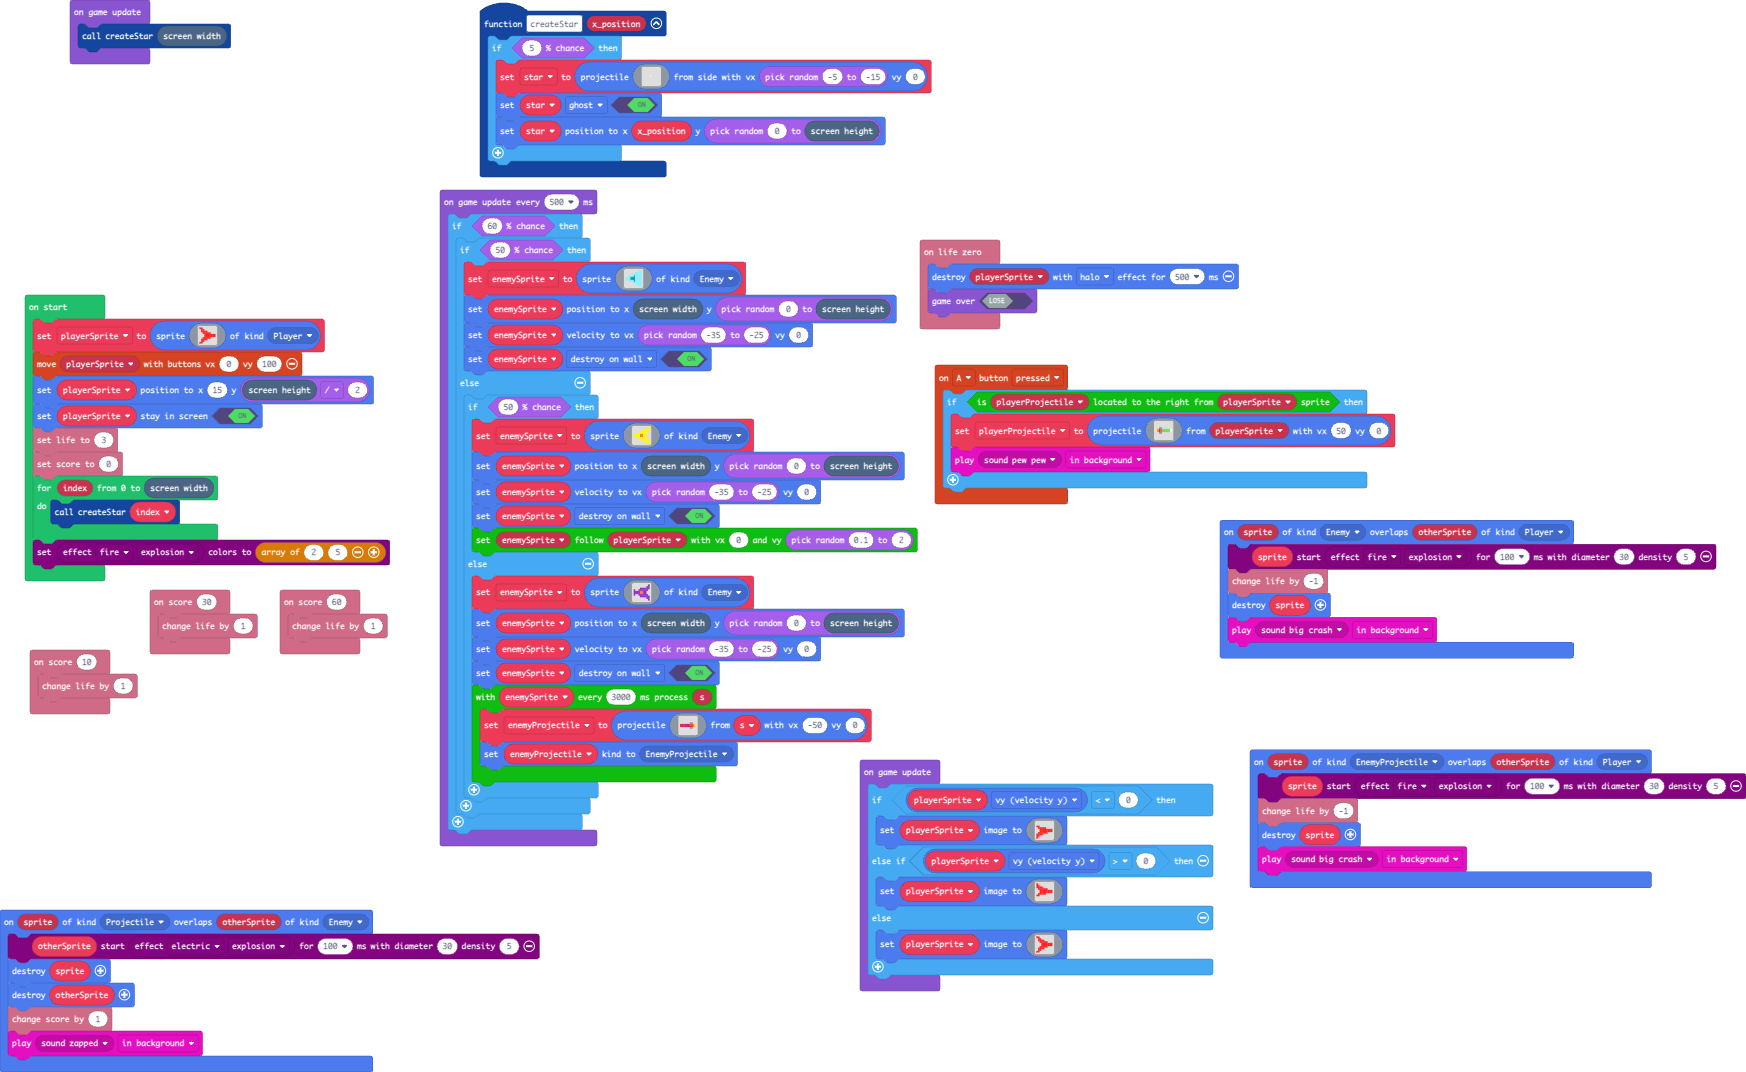 on game update
call createStar screen width
function createStar x_position
if 5 % chance then
set star to projectile from side with vx pick random -5 to -15 vy 0
set star ghost ON
set star position to x x_position y pick random 0 to screen height
on game update every 500 ms
if 60 % chance then
if 50 % chance then
set enemySprite to sprite of kind Enemy
set enemySprite position to x screen width y pick random 0 to screen height
set enemySprite velocity to vx pick random -35 to -25 vy 0
set enemySprite destroy on wall ON
else
if 50 % chance then
set enemySprite to sprite of kind Enemy
set enemySprite position to x screen width y pick random 0 to screen height
set enemySprite velocity to vx pick random -35 to -25 vy 0
set enemySprite destroy on wall ON
set enemySprite follow playerSprite with vx 0 and vy pick random 0.1 to 2
else
set enemySprite to sprite of kind Enemy
set enemySprite position to x screen width y pick random 0 to screen height
set enemySprite velocity to vx pick random -35 to -25 vy 0
set enemySprite destroy on wall ON
with enemySprite every 3000 ms process s
set enemyProjectile to projectile from s with vx -50 vy 0
set enemyProjectile kind to EnemyProjectile
on life zero
destroy playerSprite with halo effect for 500 ms
game over LOSE
on start
set playerSprite to sprite of kind Player
move playerSprite with buttons vx 0 vy 100
set playerSprite position to x 15 y screen height / 2
set playerSprite stay in screen ON
set life to 3
set score to 0
for index from 0 to screen width
do call createStar index
set effect fire explosion colors to array of 2 5
on score 30
change life by 1
on score 60
change life by 1
on score 10
change life by 1
on A button pressed
if is playerProjectile located to the right from playerSprite sprite then
set playerProjectile to projectile from playerSprite with vx 50 vy 0
play sound pew pew in background
on sprite of kind Enemy overlaps otherSprite of kind Player
sprite start effect fire explosion for 100 ms with diameter 30 density 5
change life by -1
destroy sprite
play sound big crash in background
on sprite of kind EnemyProjectile overlaps otherSprite of kind Player
sprite start effect fire explosion for 100 ms with diameter 30 density 5
change life by -1
destroy sprite
play sound big crash in background
on game update
if playerSprite vy (velocity y) < 0 then
set playerSprite image to
else if playerSprite vy (velocity y) > 0 then
set playerSprite image to
else
set playerSprite image to
on sprite of kind Projectile overlaps otherSprite of kind Enemy
otherSprite start effect electric explosion for 100 ms with diameter 30 density 5
destroy sprite
destroy otherSprite
change score by 1
play sound zapped in background